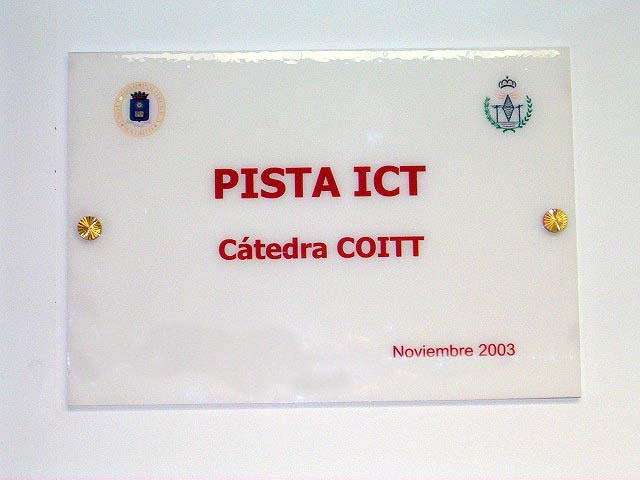 PISTA ICT
Cátedra COITT
Noviembre 2003